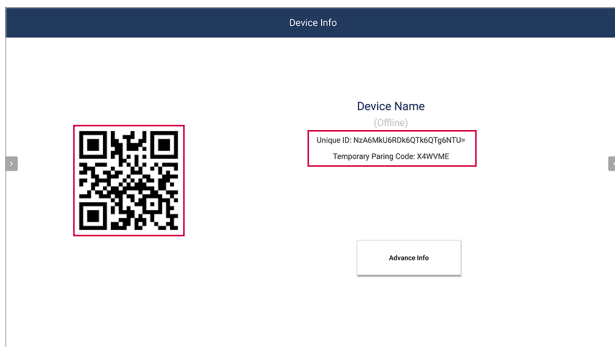 Device Info
Device Name
(Offline)
Unique ID: NzA6MkU6RDk6QTk6QTg6NTU=
Temporary Paring Code: X4WVME
Advance Info